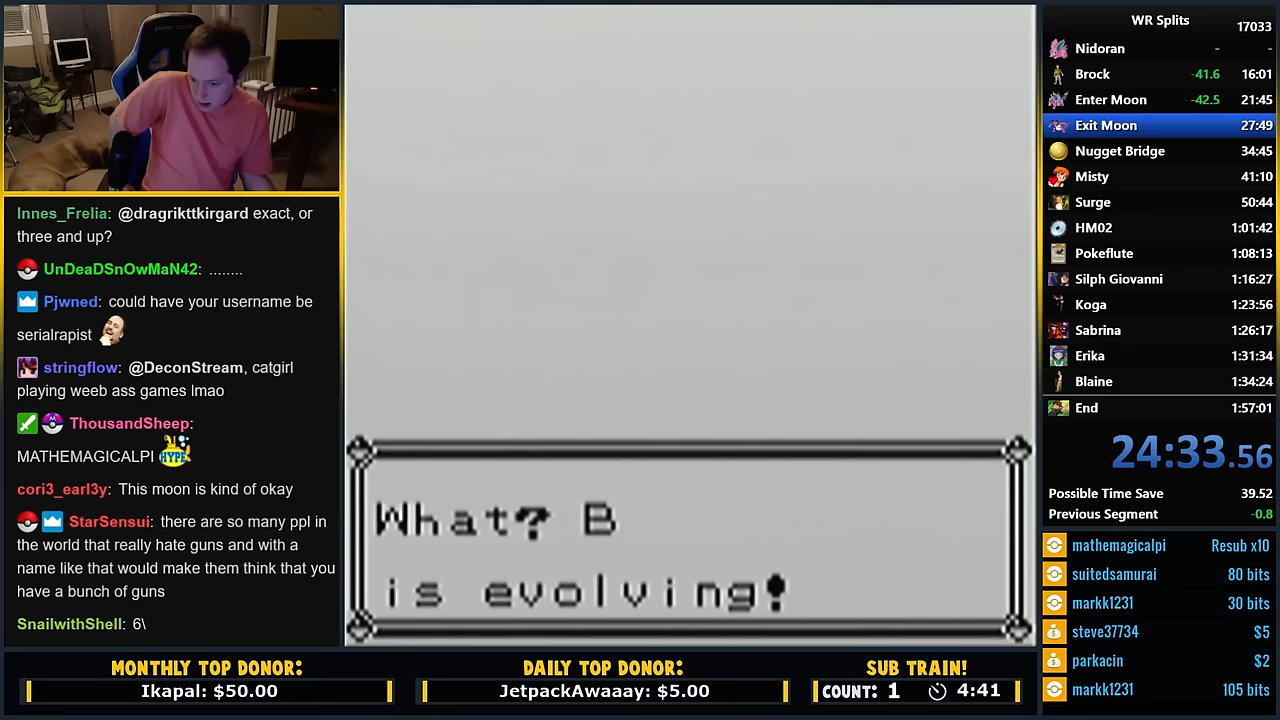 Innes_Frelia: @dragrikttkirgard exact, or
three and up?
UnDeaDSnOwMaN42: ........
Pjwned: could have your username be
serialrapist
stringflow: @DeconStream, catgirl
playing weeb ass games lmao
ThousandSheep:
MATHEMAGICALPI HYPE
cori3_earl3y: This moon is kind of okay
StarSensui: there are so many ppl in
the world that really hate guns and with a
name like that would make them think that you
have a bunch of guns
SnailwithShell: 6\
What? B
is evolving!
WR Splits 17033
Nidoran - -
Brock -41.6 16:01
Enter Moon -42.5 21:45
Exit Moon 27:49
Nugget Bridge 34:45
Misty 41:10
Surge 50:44
HM02 1:01:42
Pokeflute 1:08:13
Silph Giovanni 1:16:27
Koga 1:23:56
Sabrina 1:26:17
Erika 1:31:34
Blaine 1:34:24
End 1:57:01
24:33.56
Possible Time Save 39.52
Previous Segment -0.8
mathemagicalpi Resub x10
suitedsamurai 80 bits
markk1231 30 bits
steve37734 $5
parkacin $2
markk1231 105 bits
MONTHLY TOP DONOR:
Ikapal: $50.00
DAILY TOP DONOR:
JetpackAwaaay: $5.00
SUB TRAIN!
COUNT: 1 4:41